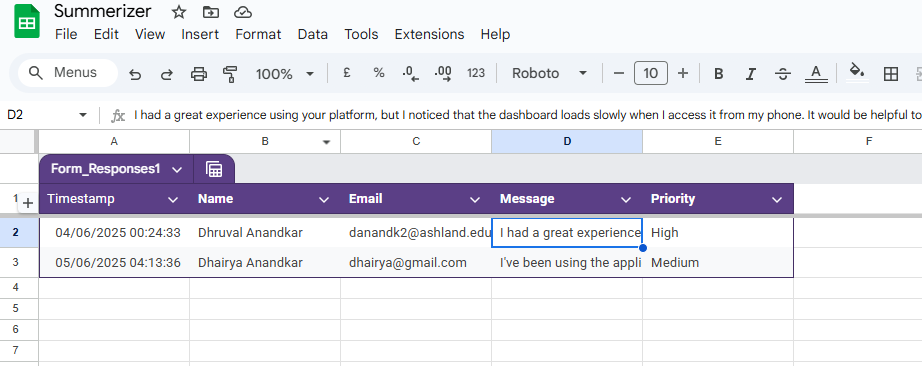 Summerizer
File Edit View Insert Format Data Tools Extensions Help
Menus 100% £ % .0 .00 123 Roboto − 10 + B I S A
D2 fx I had a great experience using your platform, but I noticed that the dashboard loads slowly when I access it from my phone. It would be helpful to
A B C D E F
Form_Responses1
1 Timestamp Name Email Message Priority
2 04/06/2025 00:24:33 Dhruval Anandkar danandk2@ashland.edu I had a great experience High
3 05/06/2025 04:13:36 Dhairya Anandkar dhairya@gmail.com I've been using the appli Medium
4
5
6
7